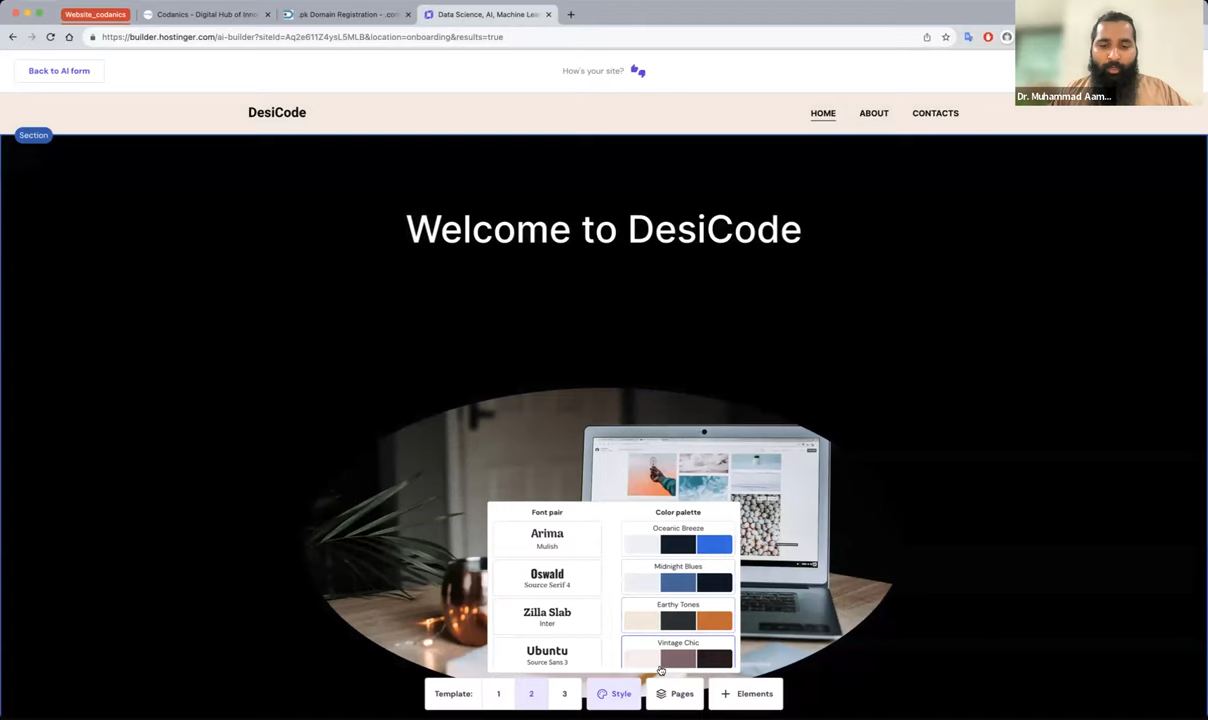 Website_codanics
Codanics - Digital Hub of Inno
.pk Domain Registration - .co
Data Science, AI, Machine Lea
https://builder.hostinger.com/ai-builder?siteId=Aq2e611Z4ysL5MLB&location=onboarding&results=true
Back to AI form
How's your site?
Dr. Muhammad Aam...
DesiCode
HOME
ABOUT
CONTACTS
Section
Welcome to DesiCode
Font pair
Color palette
Arima
Mulish
Oswald
Source Serif 4
Zilla Slab
Inter
Ubuntu
Source Sans 3
Oceanic Breeze
Midnight Blues
Earthy Tones
Vintage Chic
Template:
1
2
3
Style
Pages
+ Elements